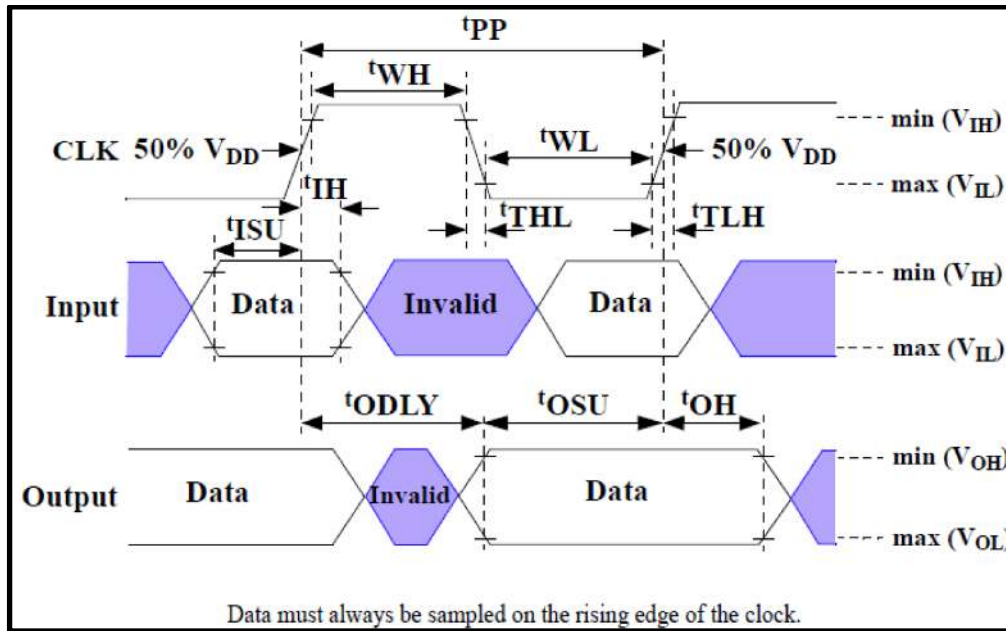 tPP
tWH
min (VIH)
CLK 50% VDD
tWL
50% VDD
tIH
max (VIL)
tISU
tTHL
tTLH
min (VIH)
Input
Data
Invalid
Data
max (VIL)
tODLY
tOSU
tOH
min (VOH)
Output
Data
Invalid
Data
max (VOL)
Data must always be sampled on the rising edge of the clock.